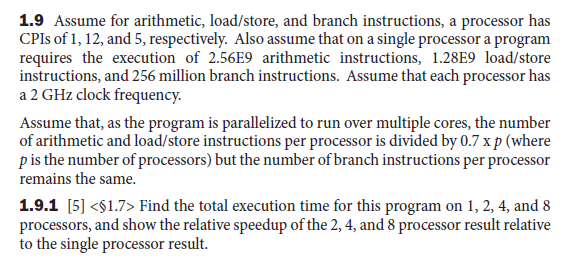 1.9 Assume for arithmetic, load/store, and branch instructions, a processor has
CPIs of 1, 12, and 5, respectively. Also assume that on a single processor a program
requires the execution of 2.56E9 arithmetic instructions, 1.28E9 load/store
instructions, and 256 million branch instructions. Assume that each processor has
a 2 GHz clock frequency.
Assume that, as the program is parallelized to run over multiple cores, the number
of arithmetic and load/store instructions per processor is divided by 0.7 x p (where
p is the number of processors) but the number of branch instructions per processor
remains the same.
1.9.1 [5] <§1.7> Find the total execution time for this program on 1, 2, 4, and 8
processors, and show the relative speedup of the 2, 4, and 8 processor result relative
to the single processor result.